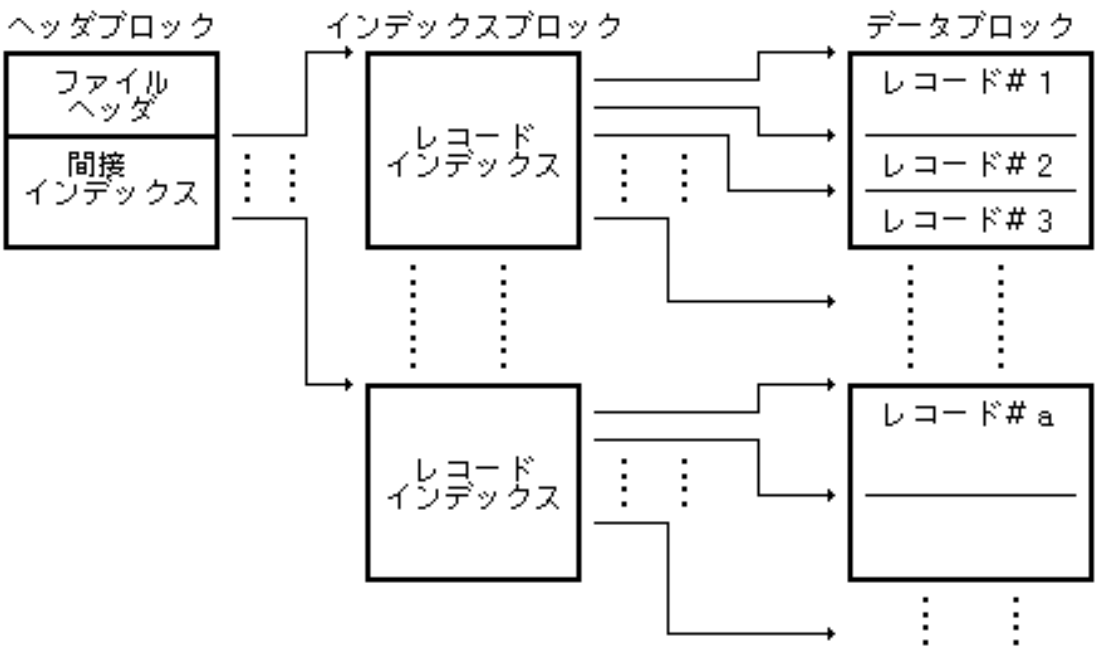 ヘッダブロック
インデックスブロック
データブロック
ファイル
ヘッダ
間接
インデックス
レコード
インデックス
レコード#1
レコード#2
レコード#3
レコード
インデックス
レコード#a